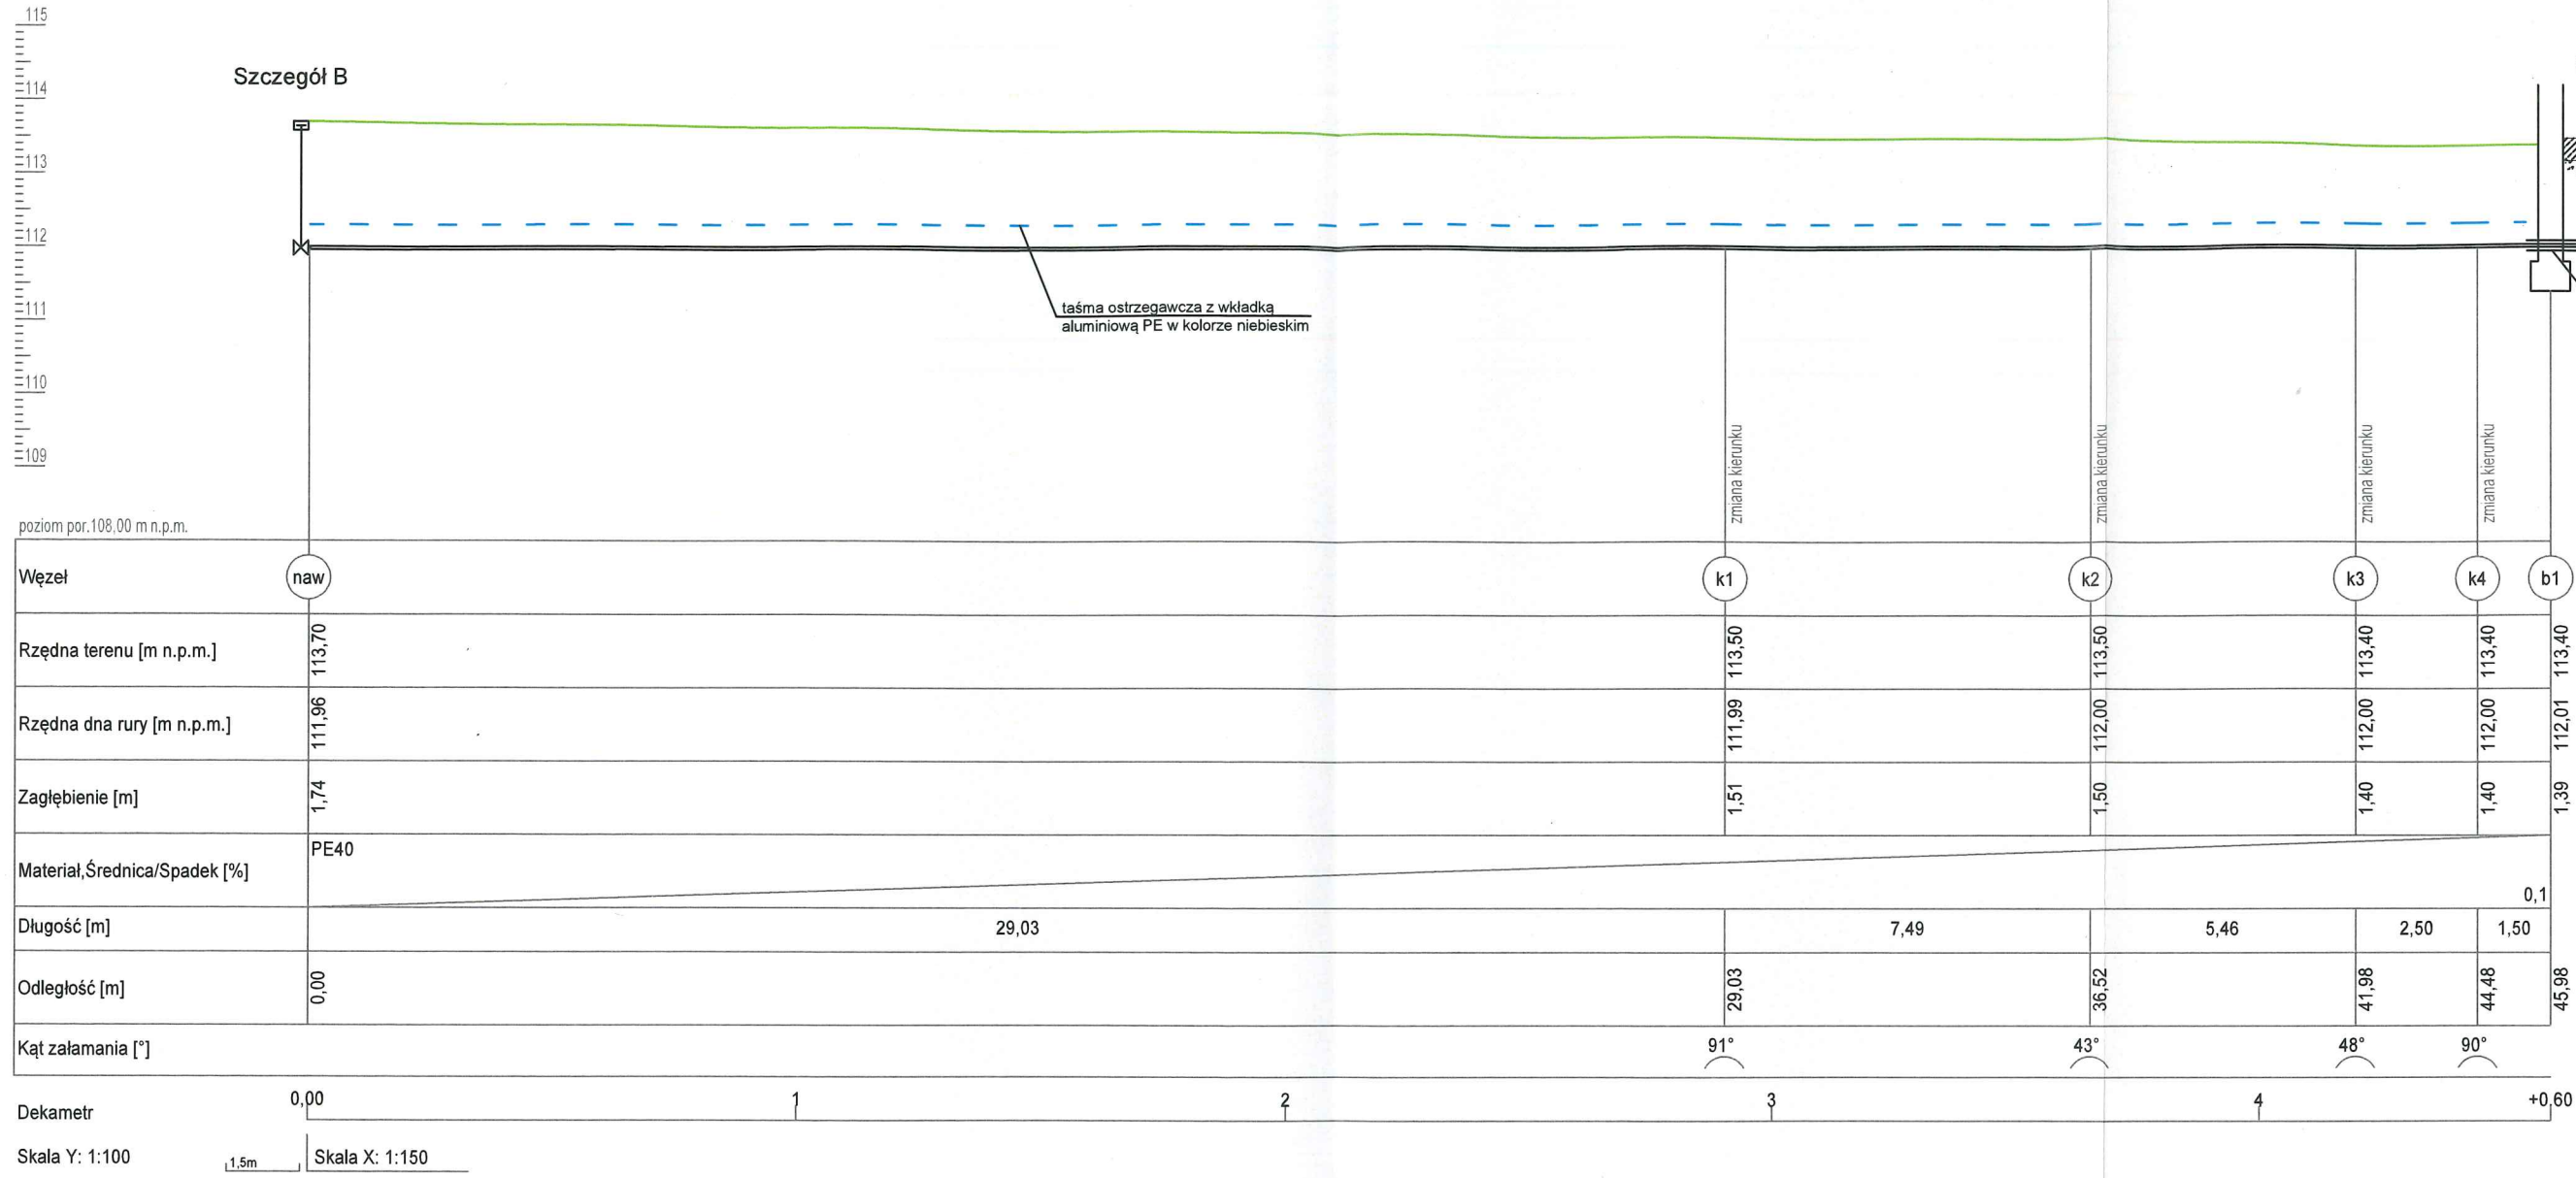 115
Szczegół B
114
113
112
taśma ostrzegawcza z wkładką
aluminiową PE w kolorze niebieskim
111
110
109
zmiana kierunku
zmiana kierunku
zmiana kierunku
zmiana kierunku
poziom por.108,00 m n.p.m.
Węzeł naw k1 k2 k3 k4 b1
Rzędna terenu [m n.p.m.] 113,70 113,50 113,50 113,40 113,40 113,40
Rzędna dna rury [m n.p.m.] 111,96 111,99 112,00 112,00 112,00 112,01
Zagłębienie [m] 1,74 1,51 1,50 1,40 1,40 1,39
PE40
Materiał,Średnica/Spadek [%]
0,1
Długość [m] 29,03 7,49 5,46 2,50 1,50
Odległość [m] 0,00 29,03 36,52 41,98 44,48 45,98
Kąt załamania [°] 91° 43° 48° 90°
Dekametr 0,00 1 2 3 4 +0,60
Skala Y: 1:100 1,5m Skala X: 1:150